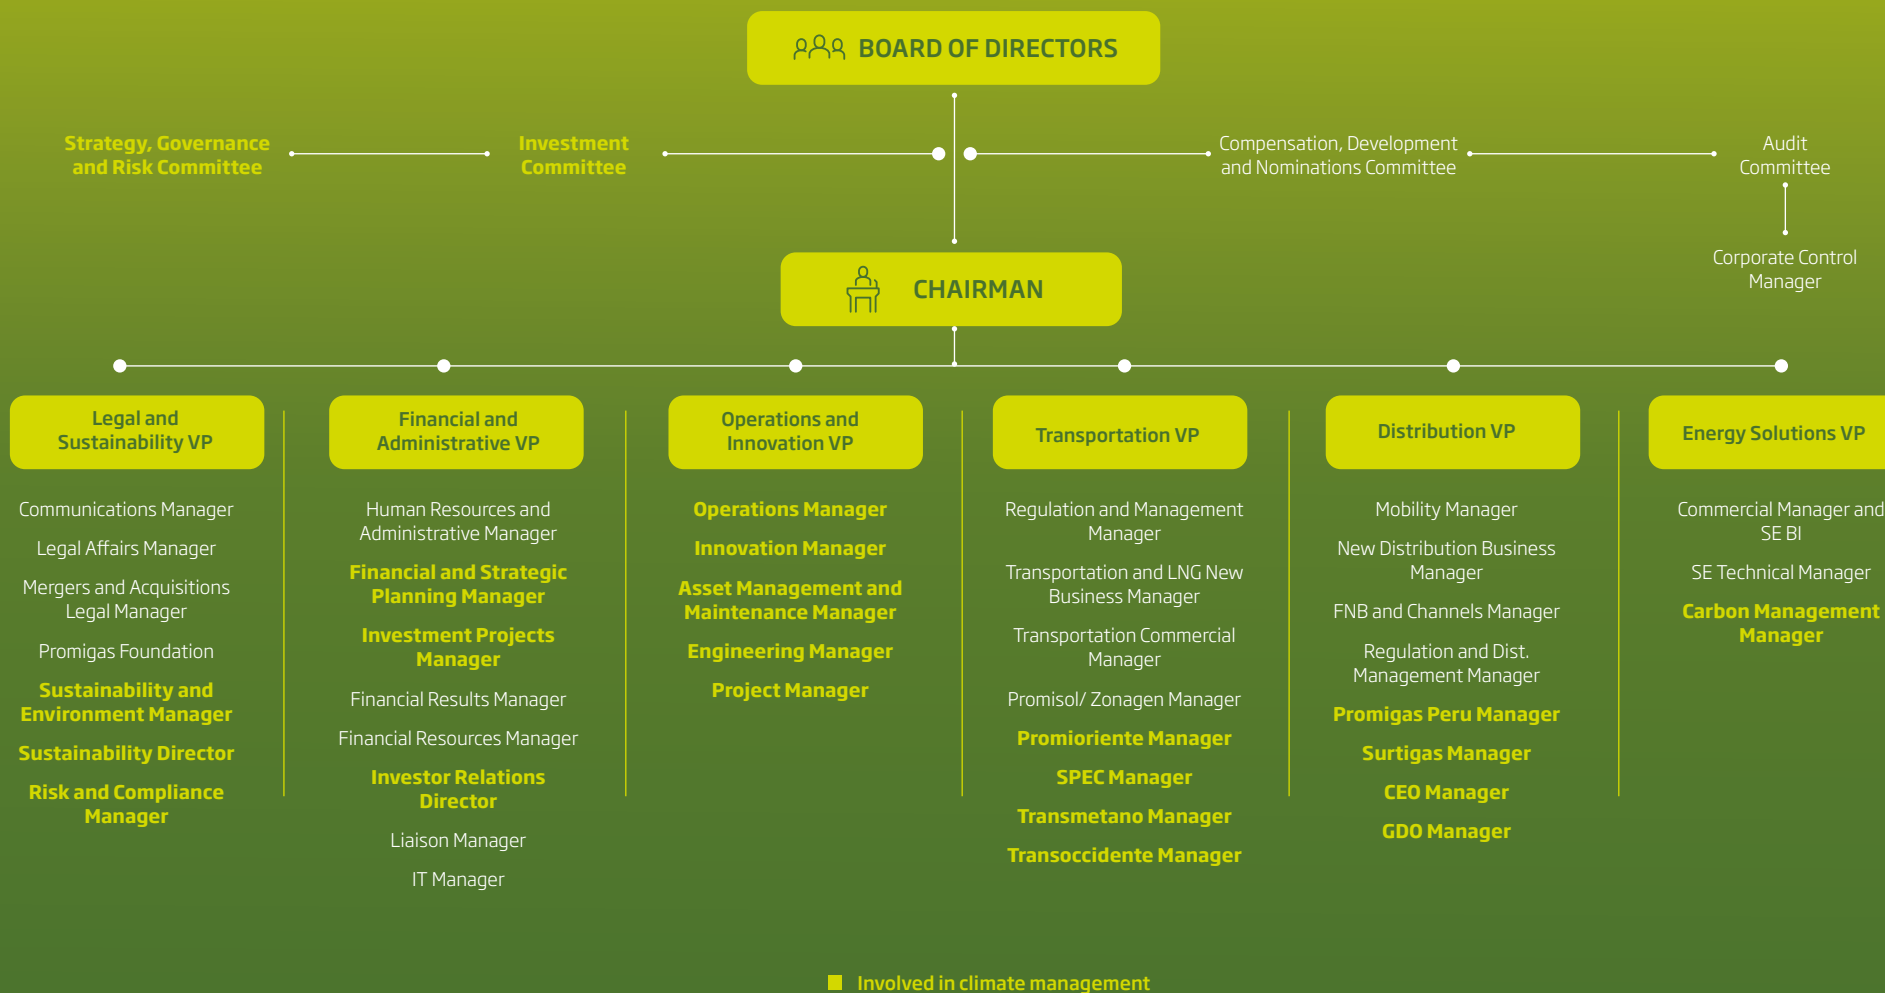 BOARD OF DIRECTORS
Strategy, Governance
and Risk Committee
Investment
Committee
Compensation, Development
and Nominations Committee
Audit
Committee
Corporate Control
Manager
CHAIRMAN
Legal and
Sustainability VP
Communications Manager
Legal Affairs Manager
Mergers and Acquisitions
Legal Manager
Promigas Foundation
Sustainability and
Environment Manager
Sustainability Director
Risk and Compliance
Manager
Financial and
Administrative VP
Human Resources and
Administrative Manager
Financial and Strategic
Planning Manager
Investment Projects
Manager
Financial Results Manager
Financial Resources Manager
Investor Relations
Director
Liaison Manager
IT Manager
Operations and
Innovation VP
Operations Manager
Innovation Manager
Asset Management and
Maintenance Manager
Engineering Manager
Project Manager
Transportation VP
Regulation and Management
Manager
Transportation and LNG New
Business Manager
Transportation Commercial
Manager
Promisol/ Zonagen Manager
Promioriente Manager
SPEC Manager
Transmetano Manager
Transoccidente Manager
Distribution VP
Mobility Manager
New Distribution Business
Manager
FNB and Channels Manager
Regulation and Dist.
Management Manager
Promigas Peru Manager
Surtigas Manager
CEO Manager
GDO Manager
Energy Solutions VP
Commercial Manager and
SE BI
SE Technical Manager
Carbon Management
Manager
Involved in climate management